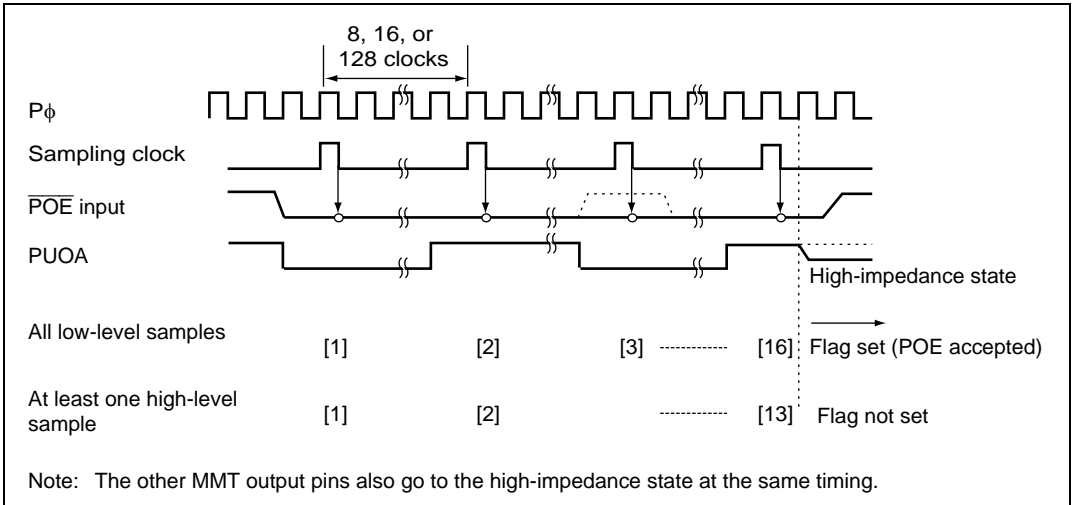 8, 16, or
128 clocks
Pϕ
Sampling clock
P̅O̅E̅ input
PUOA
High-impedance state
All low-level samples
[1] [2] [3] [16] Flag set (POE accepted)
At least one high-level
sample
[1] [2] [13] Flag not set
Note: The other MMT output pins also go to the high-impedance state at the same timing.